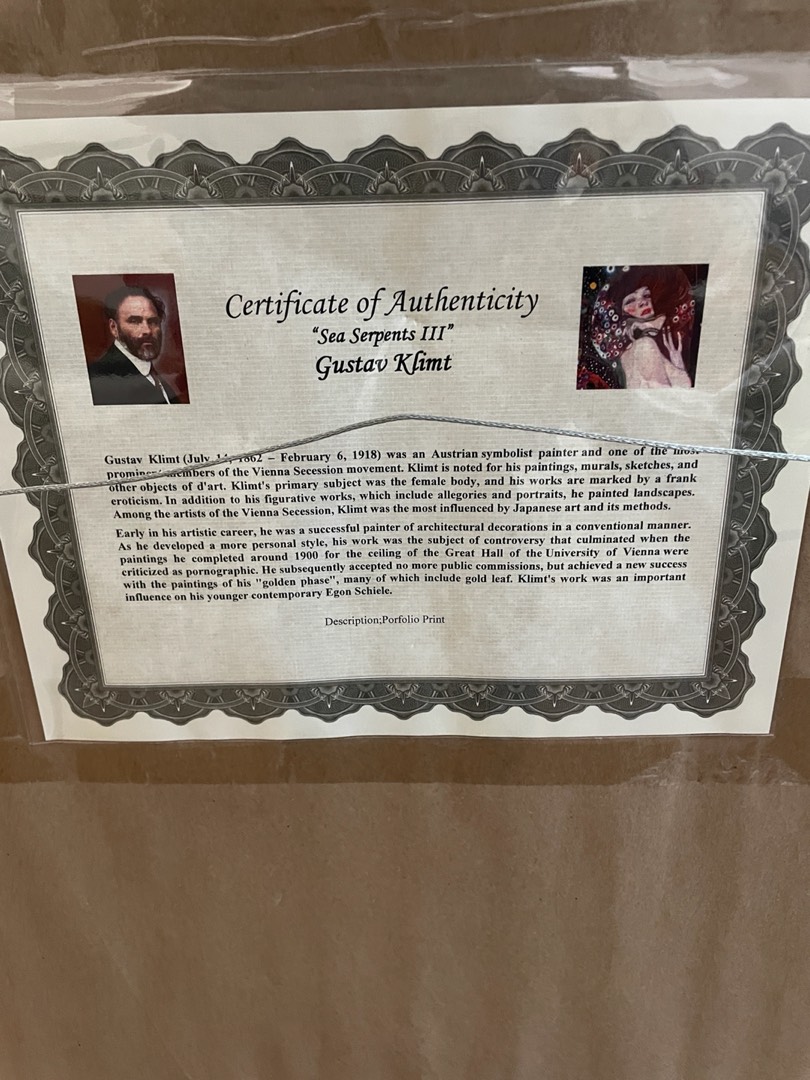 Certificate of Authenticity
“Sea Serpents III”
Gustav Klimt
Gustav Klimt (July 1862 – February 6, 1918) was an Austrian symbolist painter and one of the most
members of the Vienna Secession movement. Klimt is noted for his paintings, murals, sketches, and
other objects of d'art. Klimt's primary subject was the female body, and his works are marked by a frank
eroticism. In addition to his figurative works, which include allegories and portraits, he painted landscapes.
Among the artists of the Vienna Secession, Klimt was the most influenced by Japanese art and its methods.
Early in his artistic career, he was a successful painter of architectural decorations in a conventional manner.
As he developed a more personal style, his work was the subject of controversy that culminated when the
paintings he completed around 1900 for the ceiling of the Great Hall of the University of Vienna were
criticized as pornographic. He subsequently accepted no more public commissions, but achieved a new success
with the paintings of his "golden phase", many of which include gold leaf. Klimt's work was an important
influence on his younger contemporary Egon Schiele.
Description;Porfolio Print